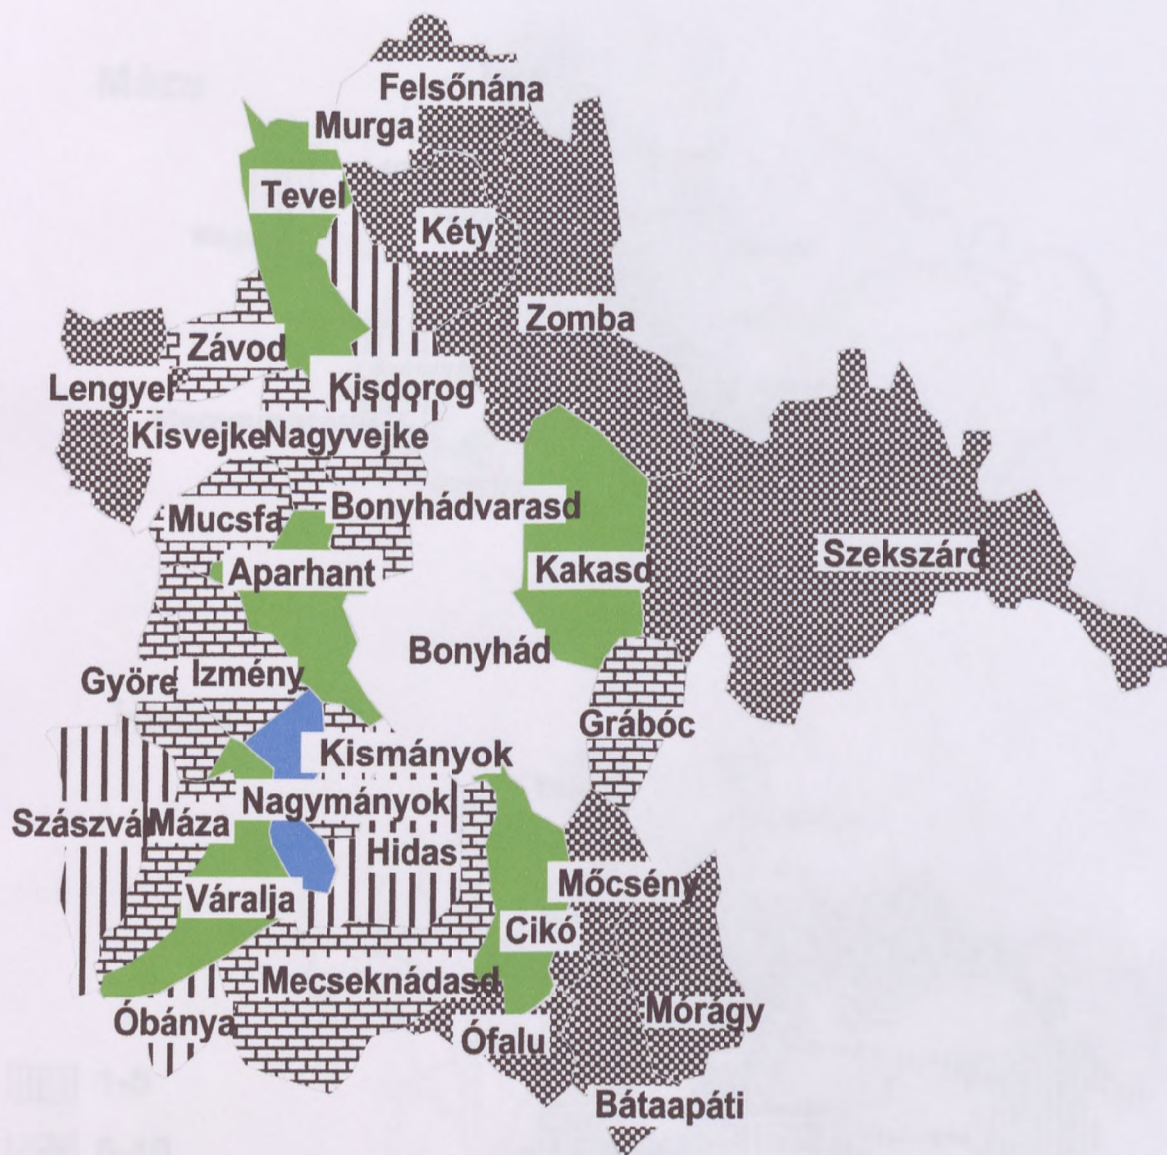 Felsőnána
Murga
Tevel
Kéty
Zomba
Závod
Lengyel
Kisdorog
Kisvejke
Nagyvejke
Bonyhádvarasd
Mucsfa
Szekszárd
Aparhant
Kakasd
Bonyhád
Izmény
Györe
Grábóc
Kismányok
Nagymányok
Szászvá
Máza
Hidas
Mőcsény
Váralja
Cikó
Mecseknádasd
Mórágy
Óbánya
Ófalu
Bátaapáti